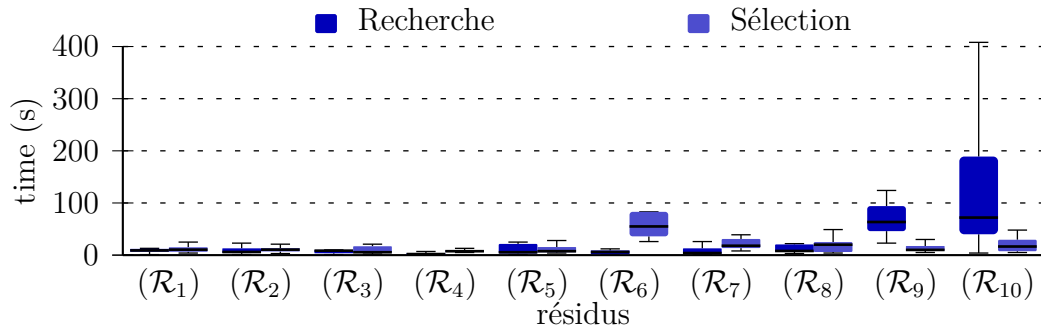 Recherche Sélection
400
300
200
100
0
time (s)
(R₁) (R₂) (R₃) (R₄) (R₅) (R₆) (R₇) (R₈) (R₉) (R₁₀)
résidus